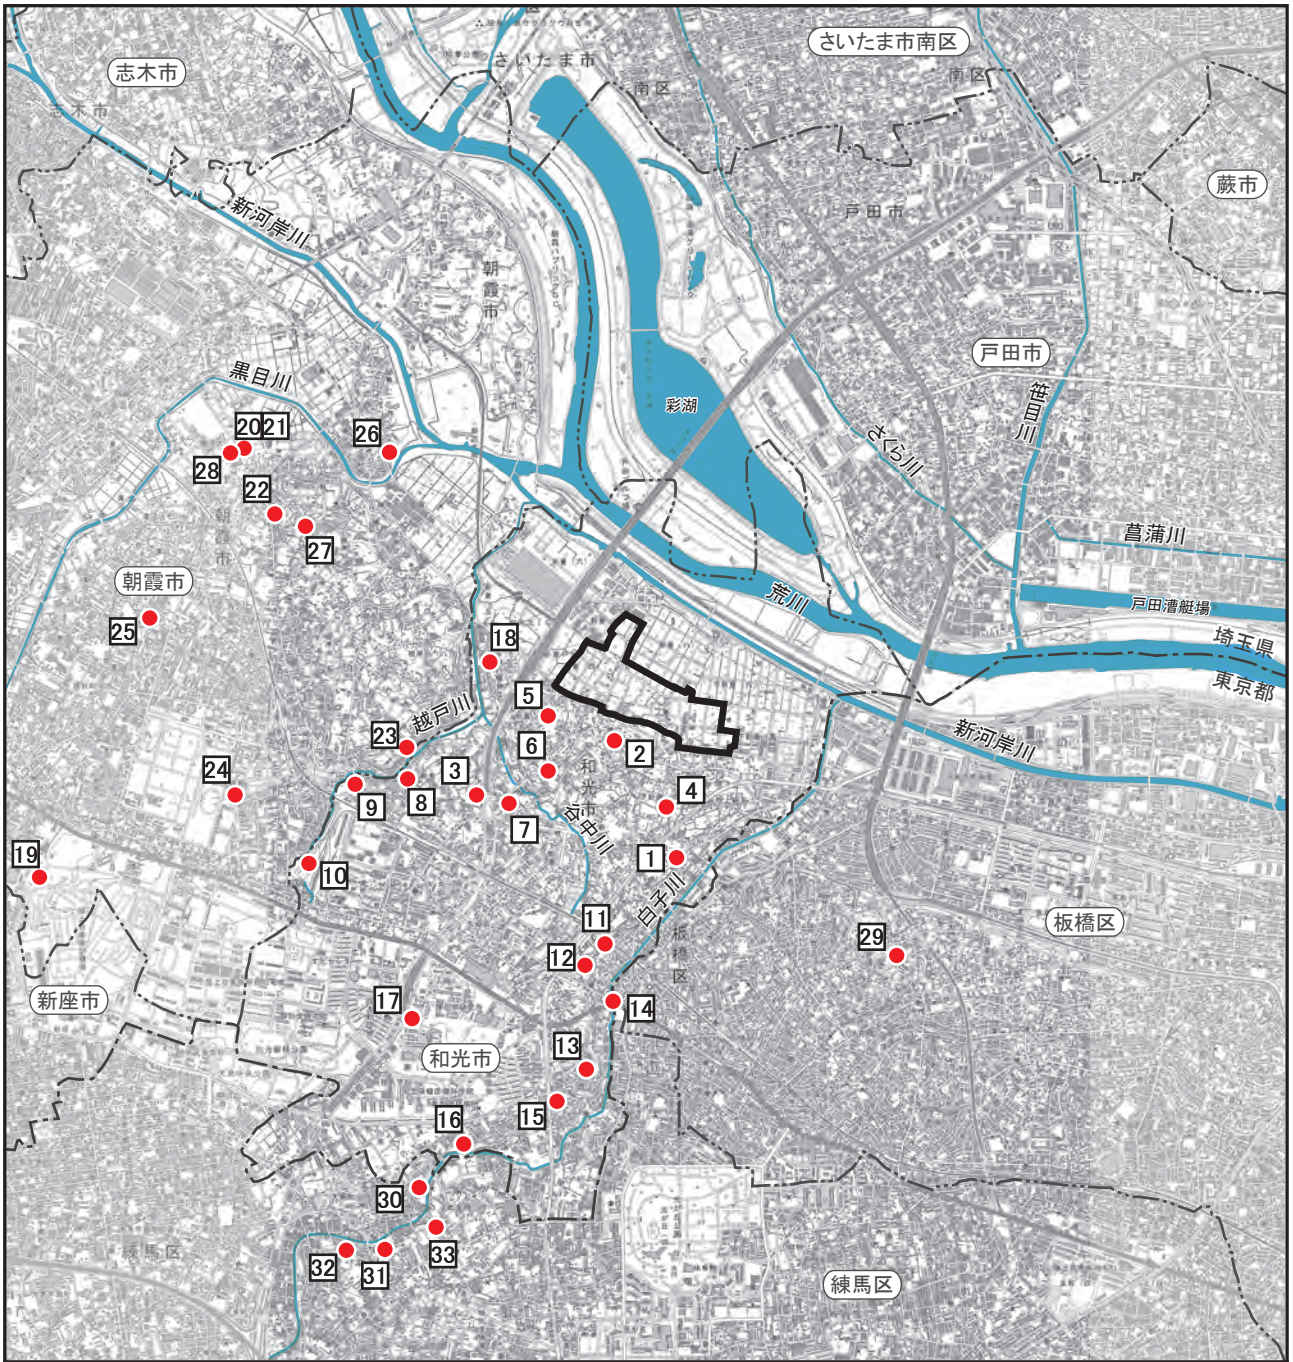 さいたま市南区
志木市
さいたま市
南区
南区
志木市
蕨市
戸田市
新河岸川
朝霞市
戸田市
黒目川
笹目川
彩湖
20
21
26
さくら川
28
22
朝霞市
27
菖蒲川
朝霞市
荒川
戸田漕艇場
25
埼玉県
18
東京都
5
越戸川
23
新河岸川
2
6
和光市
24
3
4
9
8
谷中川
7
19
1
10
白子川
11
板橋区
29
12
板橋区
新座市
14
17
13
和光市
15
16
30
33
練馬区
32
31
練馬区